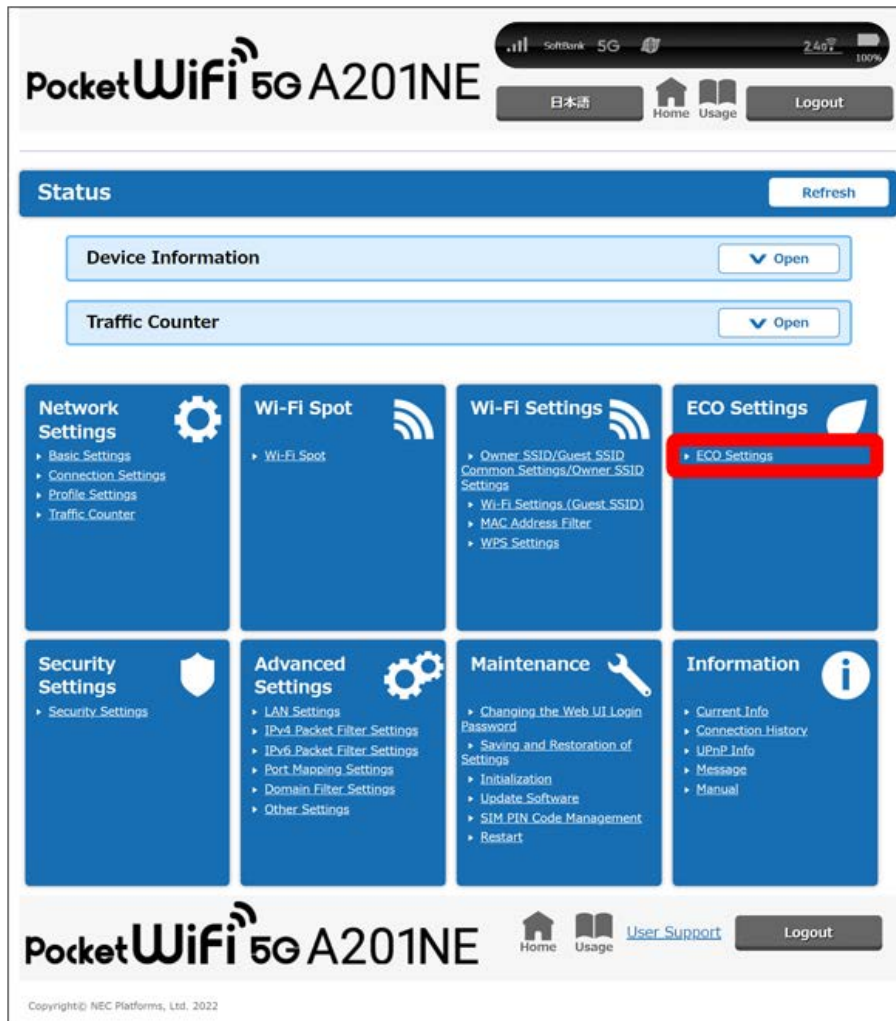 SoftBank 5G 2.4G 100%
Pocket WiFi 5G A201NE
日本語 Home Usage Logout
Status Refresh
Device Information Open
Traffic Counter Open
Network
Settings
Basic Settings
Connection Settings
Profile Settings
Traffic Counter
Wi-Fi Spot
Wi-Fi Spot
Wi-Fi Settings
Owner SSID/Guest SSID
Common Settings/Owner SSID
Settings
Wi-Fi Settings (Guest SSID)
MAC Address Filter
WPS Settings
ECO Settings
ECO Settings
Security
Settings
Security Settings
Advanced
Settings
LAN Settings
IPv4 Packet Filter Settings
IPv6 Packet Filter Settings
Port Mapping Settings
Domain Filter Settings
Other Settings
Maintenance
Changing the Web UI Login
Password
Saving and Restoration of
Settings
Initialization
Update Software
SIM PIN Code Management
Restart
Information
Current Info
Connection History
UPnP Info
Message
Manual
Pocket WiFi 5G A201NE
Home Usage User Support Logout
Copyright© NEC Platforms, Ltd. 2022